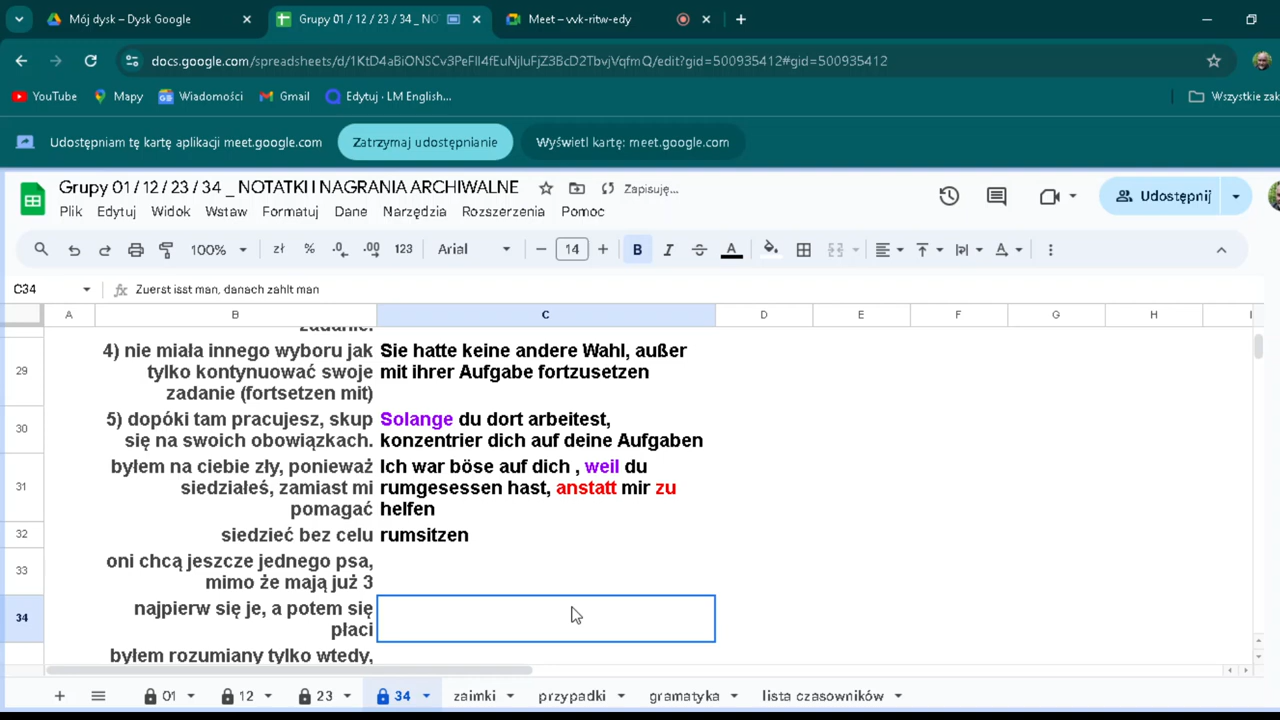 Mój dysk – Dysk Google
Grupy 01 / 12 / 23 / 34 _ NO
Meet – vvk-ritw-edy
docs.google.com/spreadsheets/d/1KtD4aBiONSCv3PeFlI4fEuNjluFjZ3BcD2TbvjVqfmQ/edit?gid=500935412#gid=500935412
YouTube
Mapy
Wiadomości
Gmail
Edytuj · LM English...
Wszystkie zak
Udostępniam tę kartę aplikacji meet.google.com
Zatrzymaj udostępnianie
Wyświetl kartę: meet.google.com
Grupy 01 / 12 / 23 / 34 _ NOTATKI I NAGRANIA ARCHIWALNE
Zapisuję...
Udostępnij
Plik Edytuj Widok Wstaw Formatuj Dane Narzędzia Rozszerzenia Pomoc
100% zł % .0 .00 123 Arial 14 B I A
C34 fx Zuerst isst man, danach zahlt man
A B C D E F G H I
zadanie.
29
4) nie miała innego wyboru jak
tylko kontynuować swoje
zadanie (fortsetzen mit)
Sie hatte keine andere Wahl, außer
mit ihrer Aufgabe fortzusetzen
30
5) dopóki tam pracujesz, skup
się na swoich obowiązkach.
Solange du dort arbeitest,
konzentrier dich auf deine Aufgaben
31
byłem na ciebie zły, ponieważ
siedziałeś, zamiast mi
pomagać
Ich war böse auf dich , weil du
rumgesessen hast, anstatt mir zu
helfen
32
siedzieć bez celu
rumsitzen
33
oni chcą jeszcze jednego psa,
mimo że mają już 3
34
najpierw się je, a potem się
płaci
byłem rozumiany tylko wtedy,
01 12 23 34 zaimki przypadki gramatyka lista czasowników